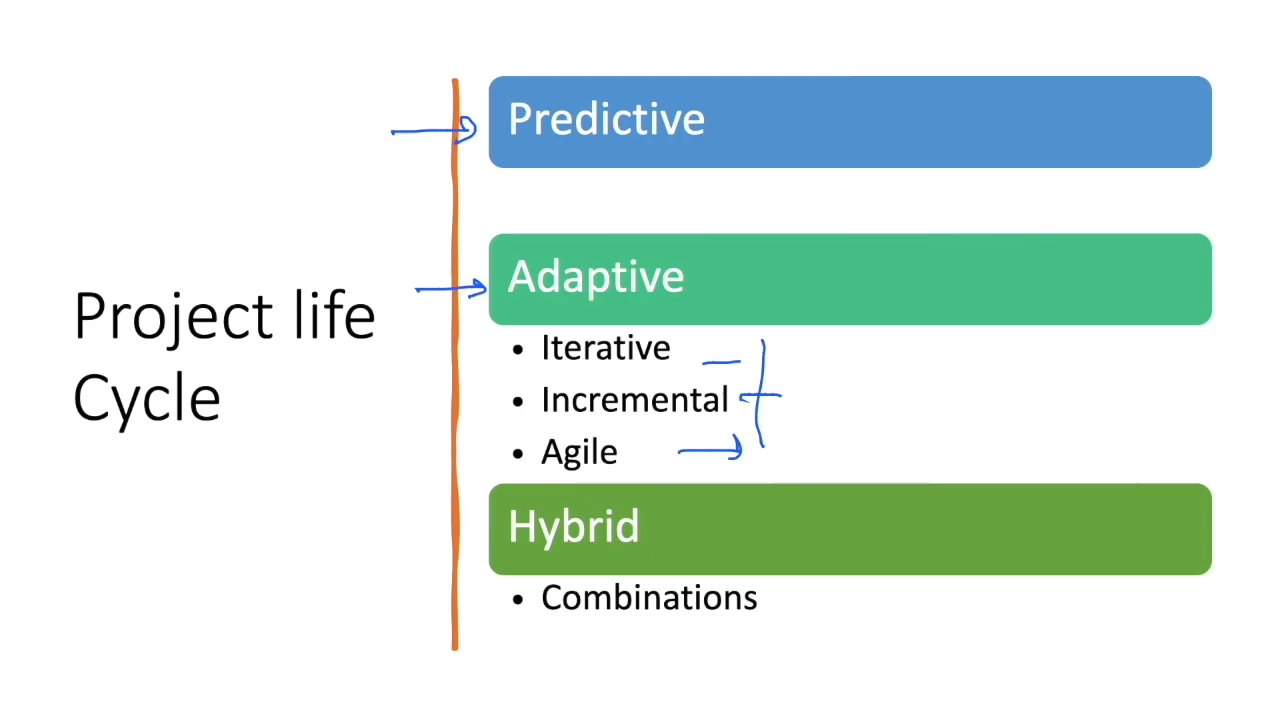 Project life
Cycle
Predictive
Adaptive
• Iterative
• Incremental
• Agile
Hybrid
• Combinations